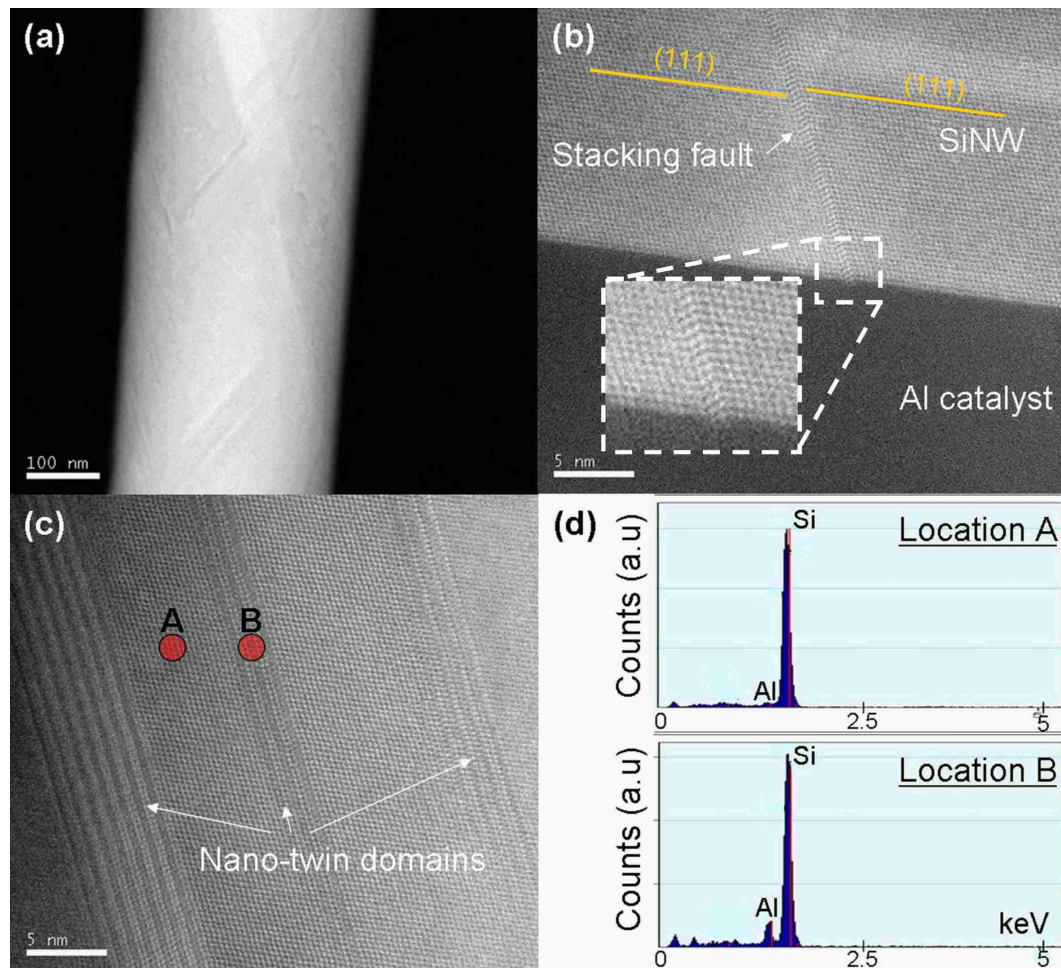 (a)
100 nm
(b)
(111)
(111)
SiNW
Stacking fault
Al catalyst
5 nm
(c)
A
B
Nano-twin domains
5 nm
(d)
Si
Location A
Counts (a.u)
Al
0
2.5
5
Si
Location B
Counts (a.u)
Al
keV
0
2.5
5